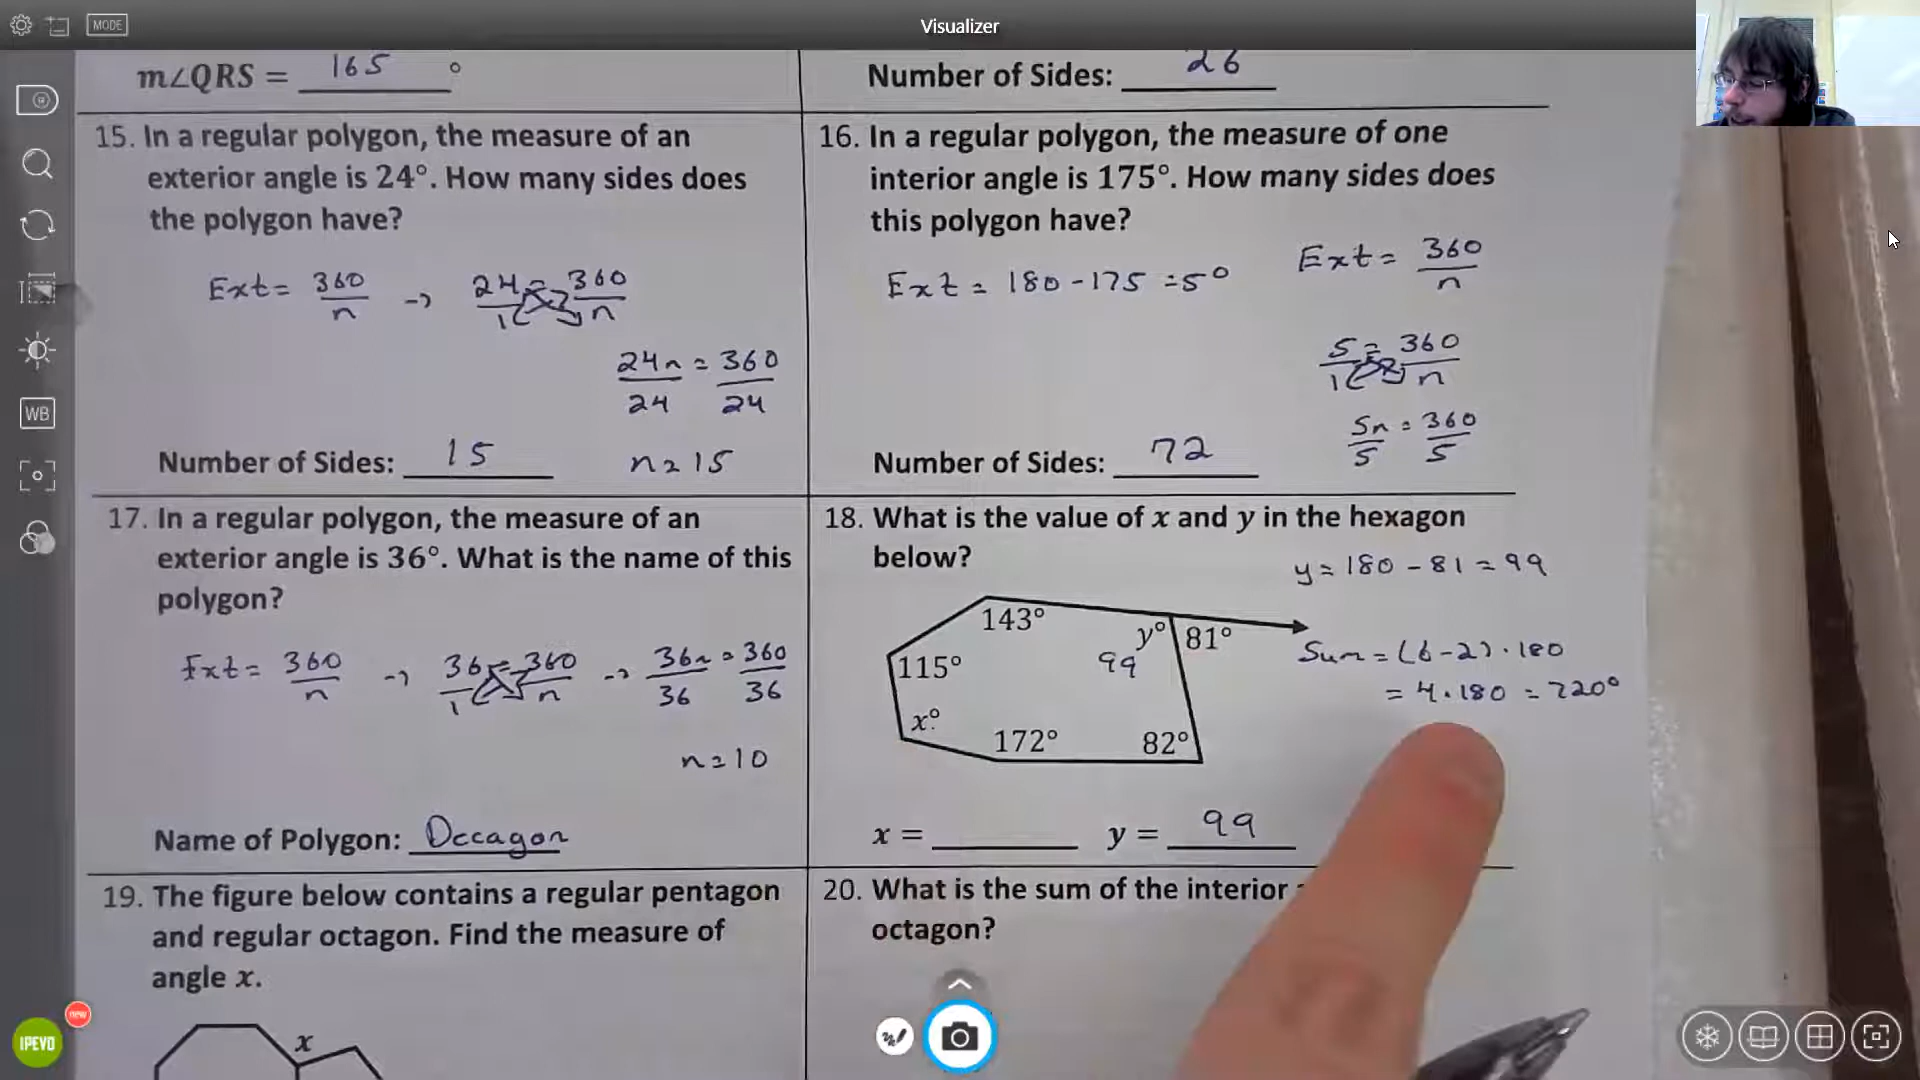 MODE
Visualizer
m∠QRS = 165 °
Number of Sides: 26
15. In a regular polygon, the measure of an
exterior angle is 24°. How many sides does
the polygon have?
Ext = 360/n → 24/1 = 360/n
24n/24 = 360/24
Number of Sides: 15
n = 15
16. In a regular polygon, the measure of one
interior angle is 175°. How many sides does
this polygon have?
Ext = 180 - 175 = 5°
Ext = 360/n
5/1 = 360/n
5n/5 = 360/5
Number of Sides: 72
17. In a regular polygon, the measure of an
exterior angle is 36°. What is the name of this
polygon?
Ext = 360/n → 36/1 = 360/n → 36n/36 = 360/36
n = 10
Name of Polygon: Decagon
18. What is the value of x and y in the hexagon
below?
y = 180 - 81 = 99
143°
y° 81°
99
115°
x°
172°
82°
Sum = (6-2) · 180
= 4 · 180 = 720°
x = ____ y = 99
19. The figure below contains a regular pentagon
and regular octagon. Find the measure of
angle x.
x
20. What is the sum of the interior
octagon?
WB
IPEVO
new